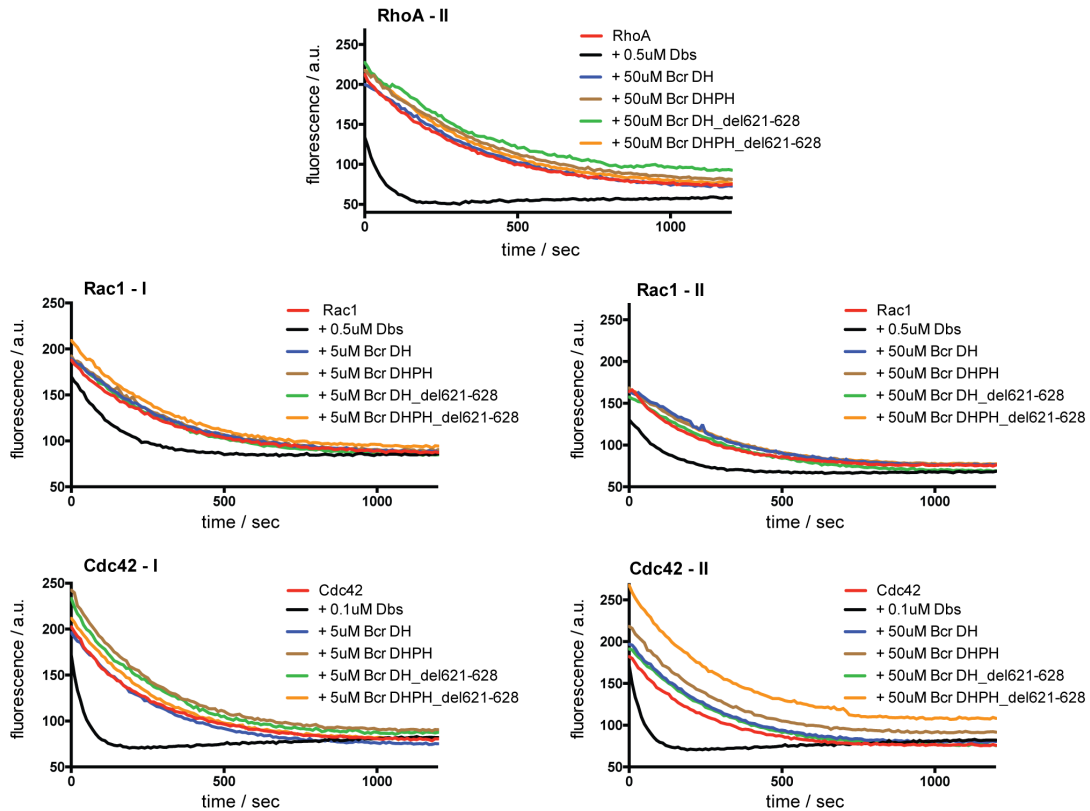 RhoA - II
fluorescence / a.u.
250
200
150
100
50
0
500
1000
time / sec
RhoA
+ 0.5uM Dbs
+ 50uM Bcr DH
+ 50uM Bcr DHPH
+ 50uM Bcr DH_del621-628
+ 50uM Bcr DHPH_del621-628
Rac1 - I
fluorescence / a.u.
250
200
150
100
50
0
500
1000
time / sec
Rac1
+ 0.5uM Dbs
+ 5uM Bcr DH
+ 5uM Bcr DHPH
+ 5uM Bcr DH_del621-628
+ 5uM Bcr DHPH_del621-628
Rac1 - II
fluorescence / a.u.
250
200
150
100
50
0
500
1000
time / sec
Rac1
+ 0.5uM Dbs
+ 50uM Bcr DH
+ 50uM Bcr DHPH
+ 50uM Bcr DH_del621-628
+ 50uM Bcr DHPH_del621-628
Cdc42 - I
fluorescence / a.u.
250
200
150
100
50
0
500
1000
time / sec
Cdc42
+ 0.1uM Dbs
+ 5uM Bcr DH
+ 5uM Bcr DHPH
+ 5uM Bcr DH_del621-628
+ 5uM Bcr DHPH_del621-628
Cdc42 - II
fluorescence / a.u.
250
200
150
100
50
0
500
1000
time / sec
Cdc42
+ 0.1uM Dbs
+ 50uM Bcr DH
+ 50uM Bcr DHPH
+ 50uM Bcr DH_del621-628
+ 50uM Bcr DHPH_del621-628